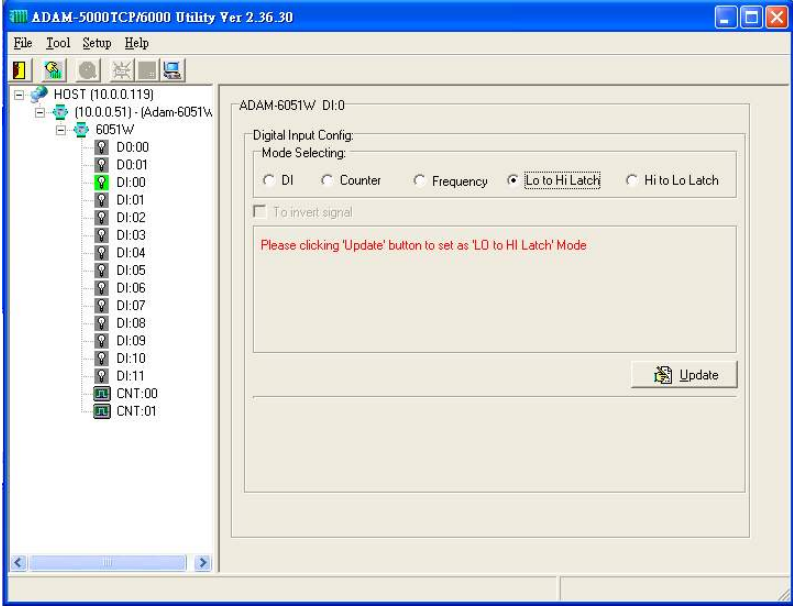 ADAM-5000TCP/6000 Utility Ver 2.36.30
File Tool Setup Help
HOST (10.0.0.119)
(10.0.0.51) - (Adam-6051W
6051W
D0:00
D0:01
DI:00
DI:01
DI:02
DI:03
DI:04
DI:05
DI:06
DI:07
DI:08
DI:09
DI:10
DI:11
CNT:00
CNT:01
ADAM-6051W DI:0
Digital Input Config:
Mode Selecting:
DI Counter Frequency Lo to Hi Latch Hi to Lo Latch
To invert signal
Please clicking 'Update' button to set as 'LO to HI Latch' Mode
Update